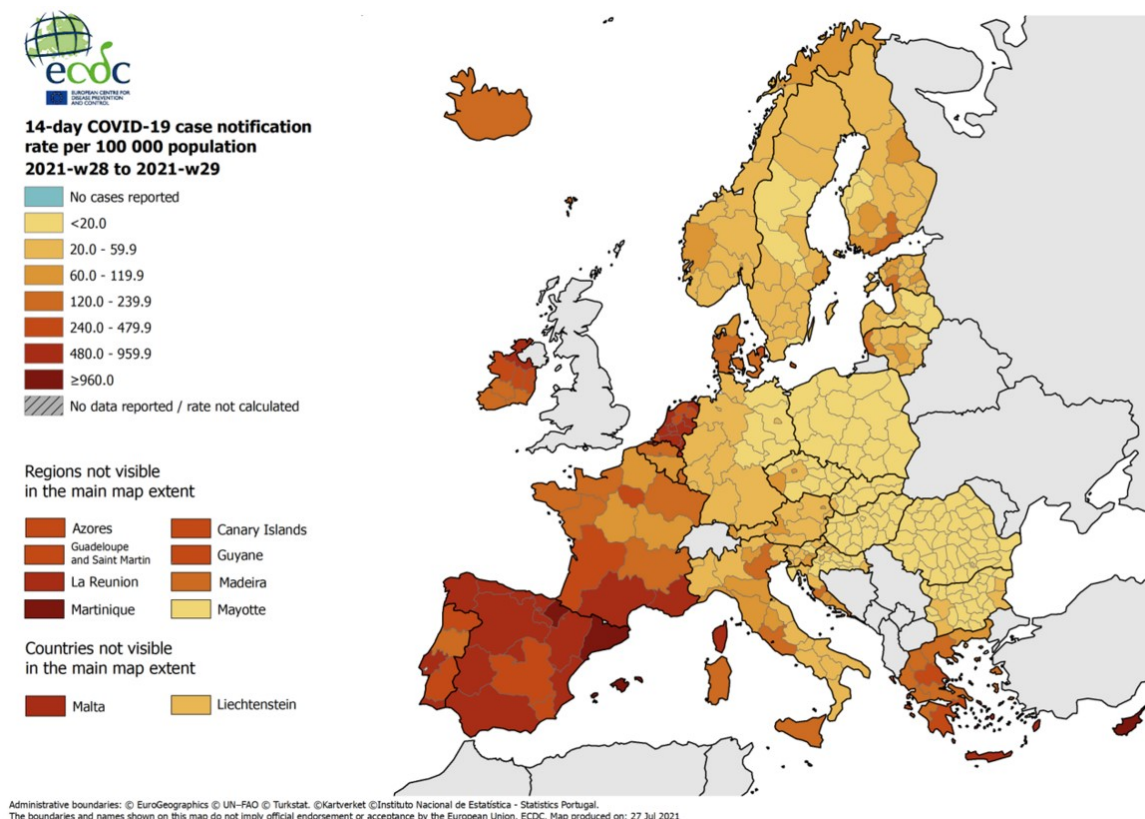 ecdc
EUROPEAN CENTRE FOR
DISEASE PREVENTION
AND CONTROL
14-day COVID-19 case notification
rate per 100 000 population
2021-w28 to 2021-w29
No cases reported
<20.0
20.0 - 59.9
60.0 - 119.9
120.0 - 239.9
240.0 - 479.9
480.0 - 959.9
≥960.0
No data reported / rate not calculated
Regions not visible
in the main map extent
Azores
Canary Islands
Guadeloupe
and Saint Martin
Guyane
La Reunion
Madeira
Martinique
Mayotte
Countries not visible
in the main map extent
Malta
Liechtenstein
Administrative boundaries: © EuroGeographics © UN–FAO © Turkstat. ©Kartverket ©Instituto Nacional de Estatística - Statistics Portugal.
The boundaries and names shown on this map do not imply official endorsement or acceptance by the European Union. ECDC. Map produced on: 27 Jul 2021